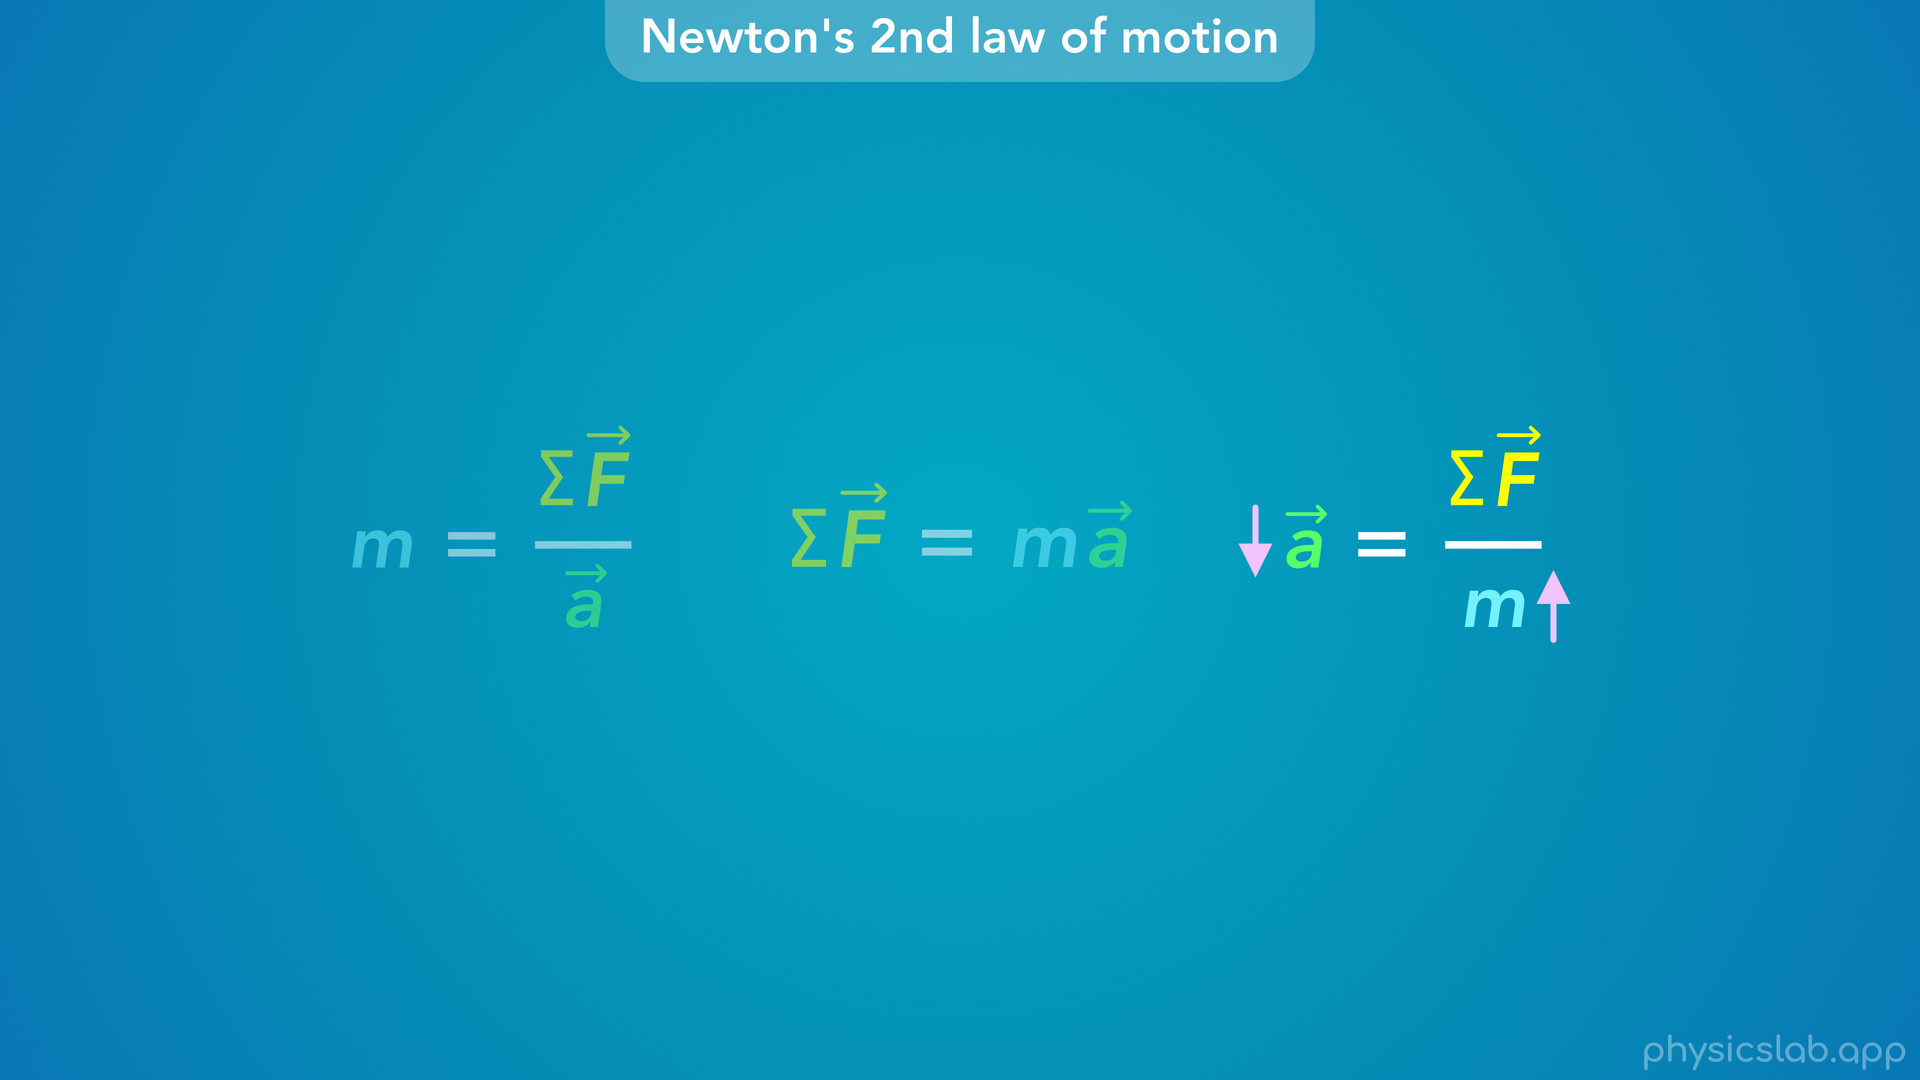 Newton's 2nd law of motion
m = ΣF⃗ / a⃗
ΣF⃗ = ma⃗
↓a⃗ = ΣF⃗ / m↑
physicslab.app